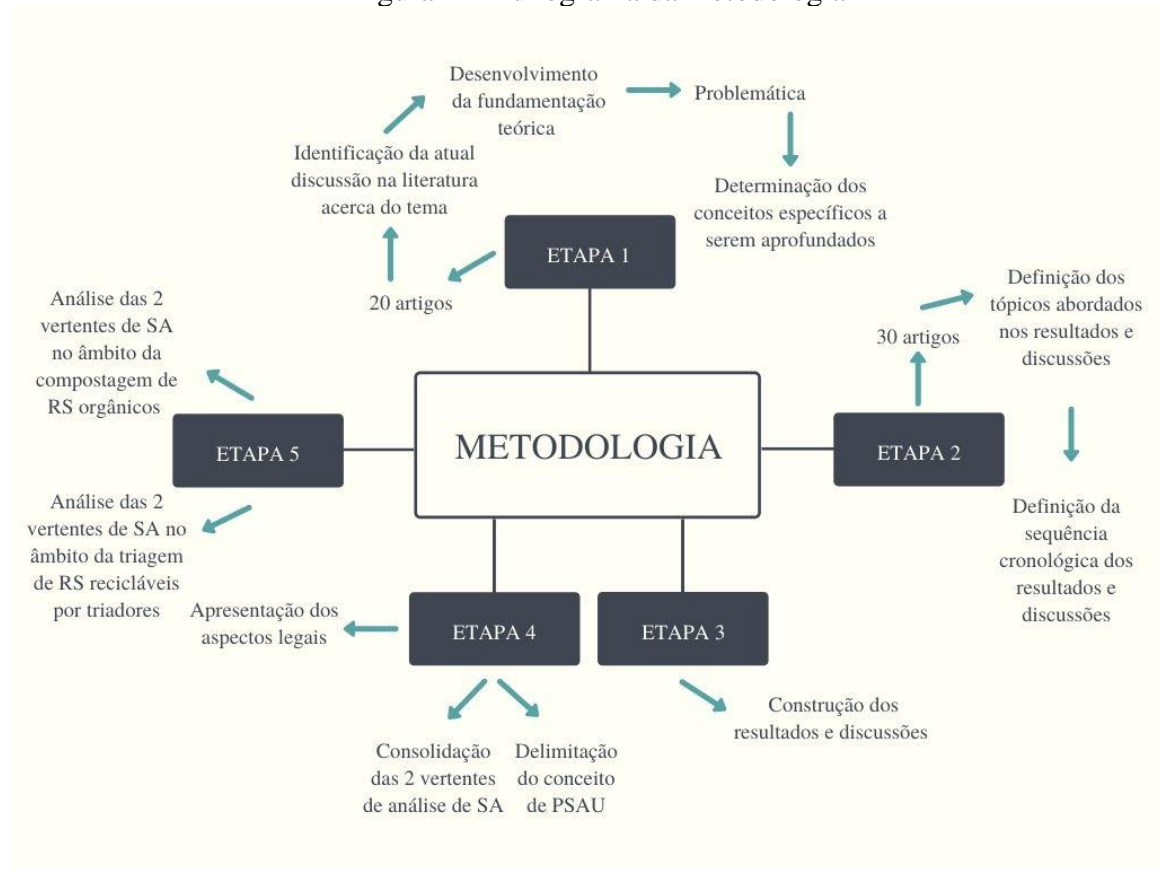 Desenvolvimento
da fundamentação
teórica
Problemática
Identificação da atual
discussão na literatura
acerca do tema
Determinação dos
conceitos específicos a
serem aprofundados
ETAPA 1
20 artigos
Definição dos
tópicos abordados
nos resultados e
discussões
30 artigos
Análise das 2
vertentes de SA
no âmbito da
compostagem de
RS orgânicos
METODOLOGIA
ETAPA 5
ETAPA 2
Análise das 2
vertentes de SA no
âmbito da triagem
de RS recicláveis
por triadores
Definição da
sequência
cronológica dos
resultados e
discussões
Apresentação dos
aspectos legais
ETAPA 4
ETAPA 3
Construção dos
resultados e discussões
Consolidação
das 2 vertentes
de análise de SA
Delimitação
do conceito
de PSAU